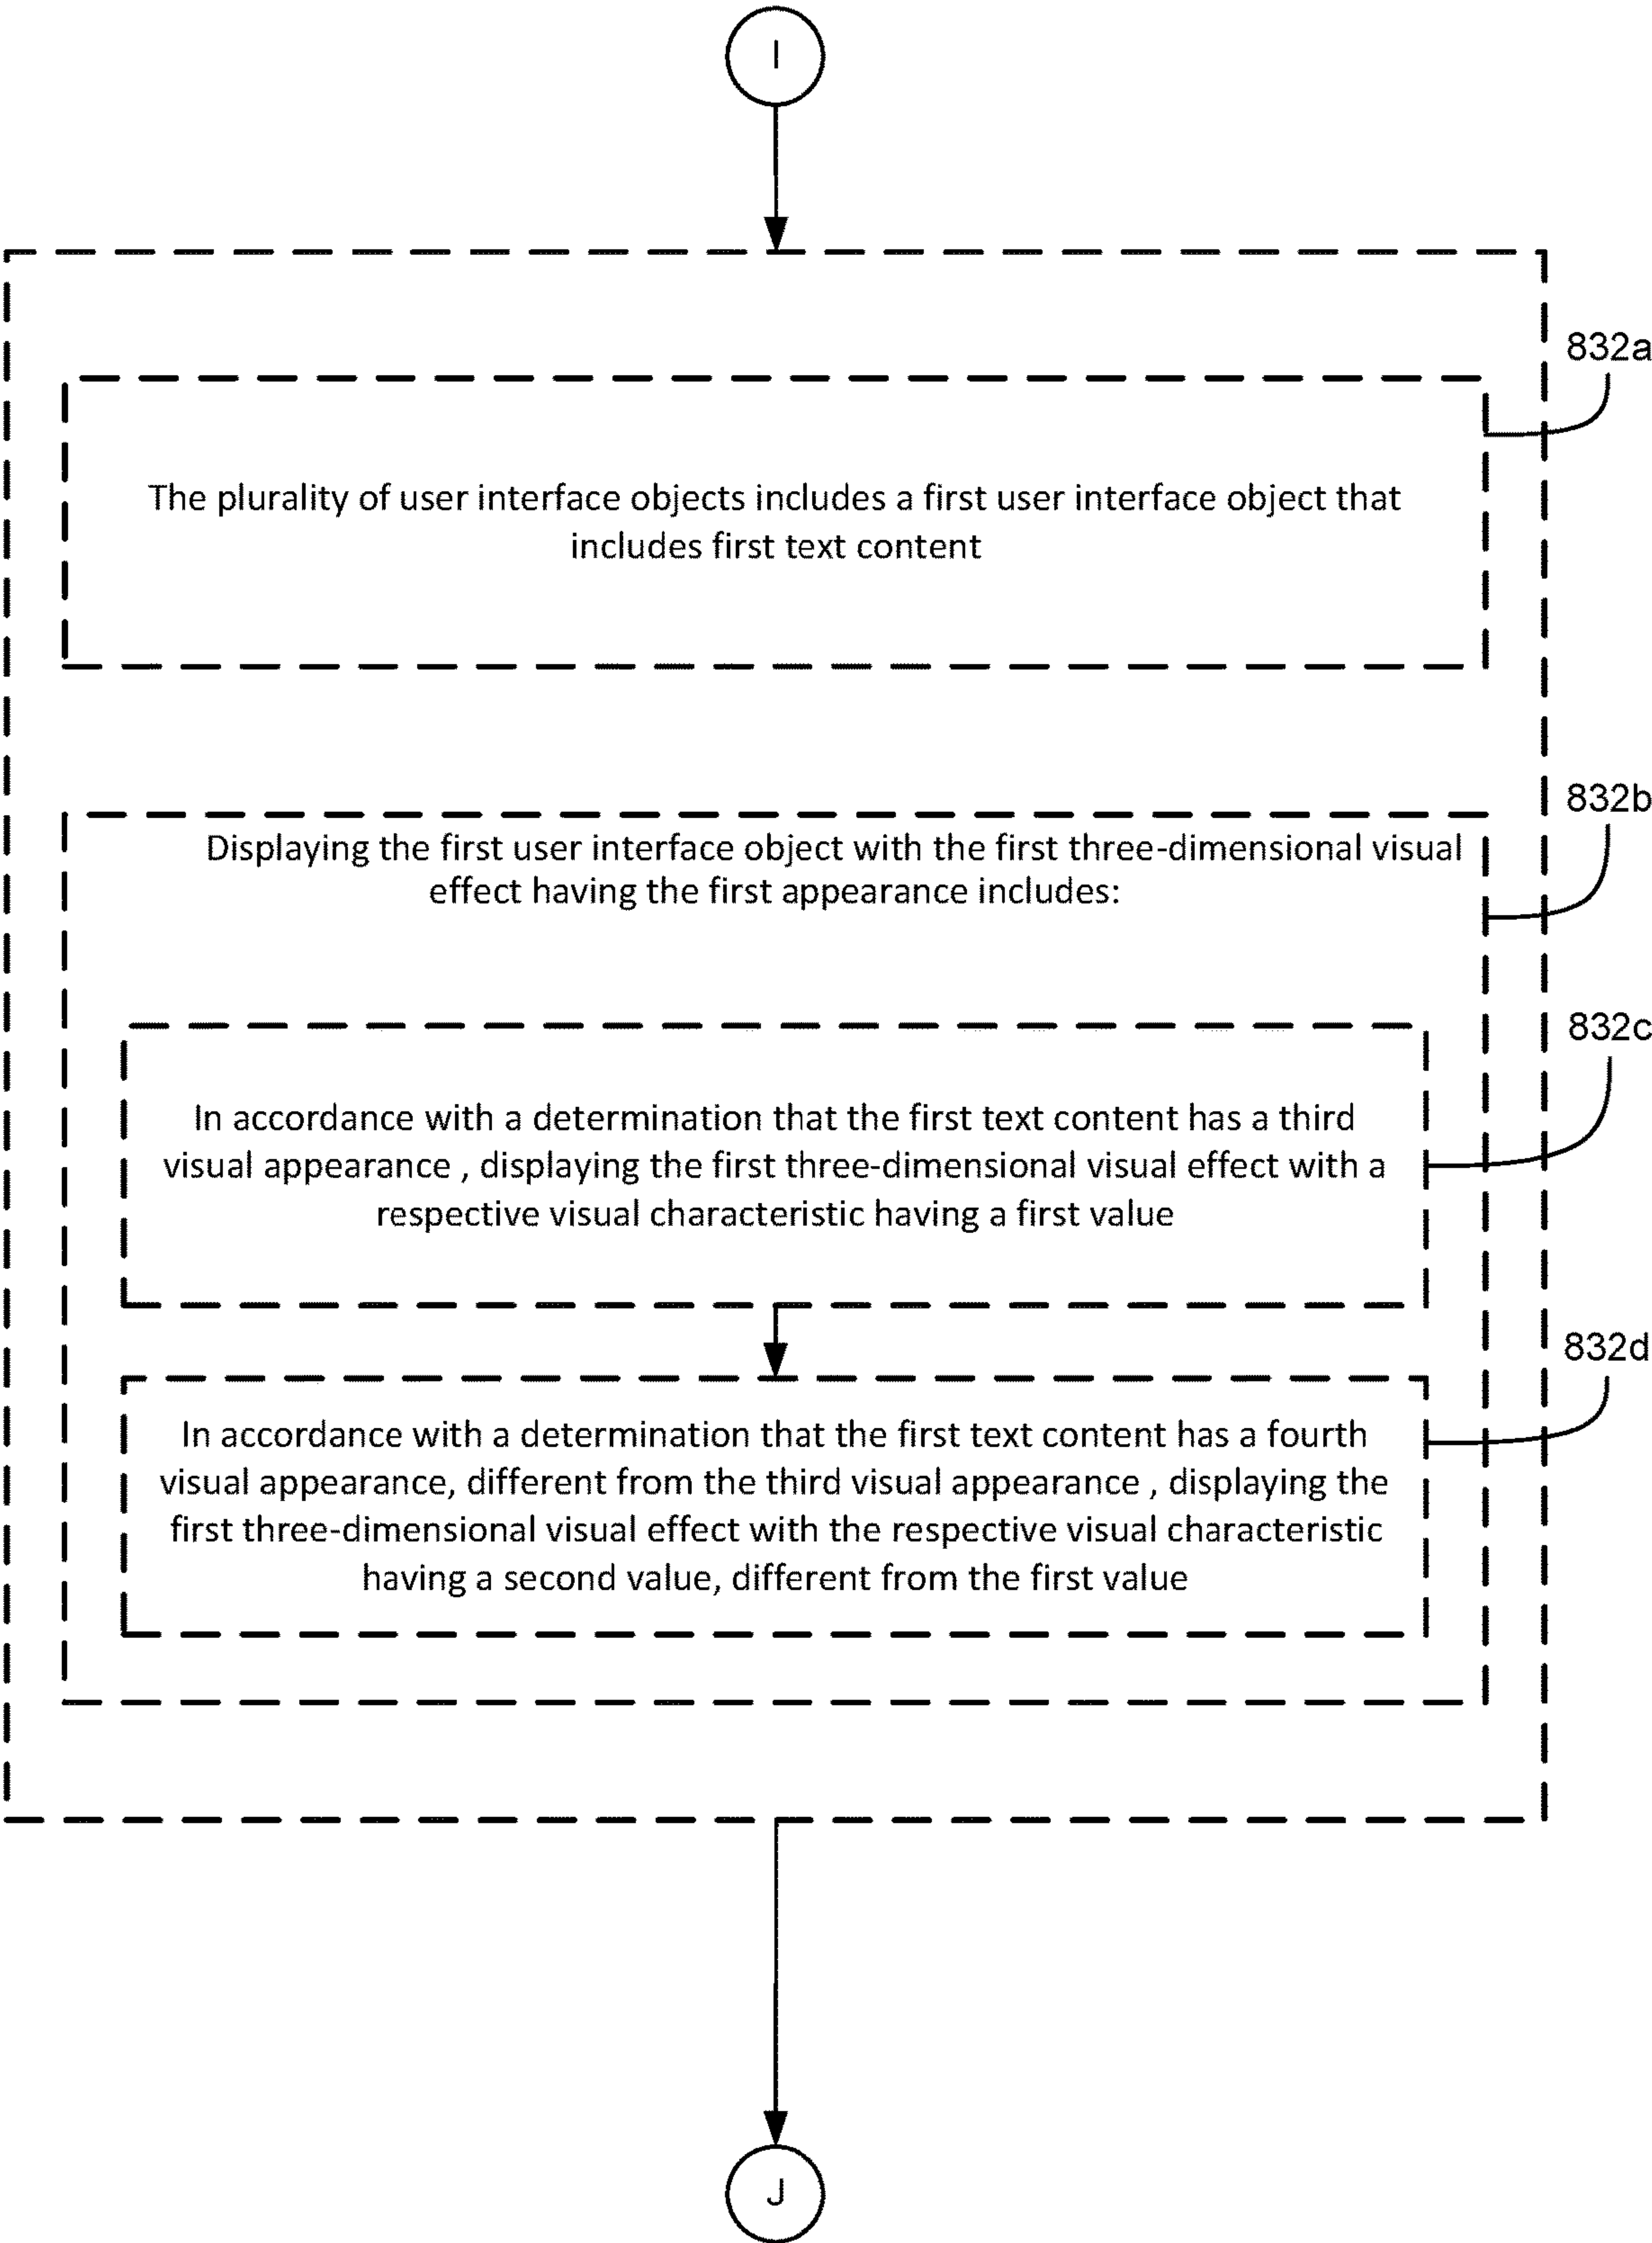 I
832a
The plurality of user interface objects includes a first user interface object that
includes first text content
832b
Displaying the first user interface object with the first three-dimensional visual
effect having the first appearance includes:
832c
In accordance with a determination that the first text content has a third
visual appearance , displaying the first three-dimensional visual effect with a
respective visual characteristic having a first value
832d
In accordance with a determination that the first text content has a fourth
visual appearance, different from the third visual appearance , displaying the
first three-dimensional visual effect with the respective visual characteristic
having a second value, different from the first value
J